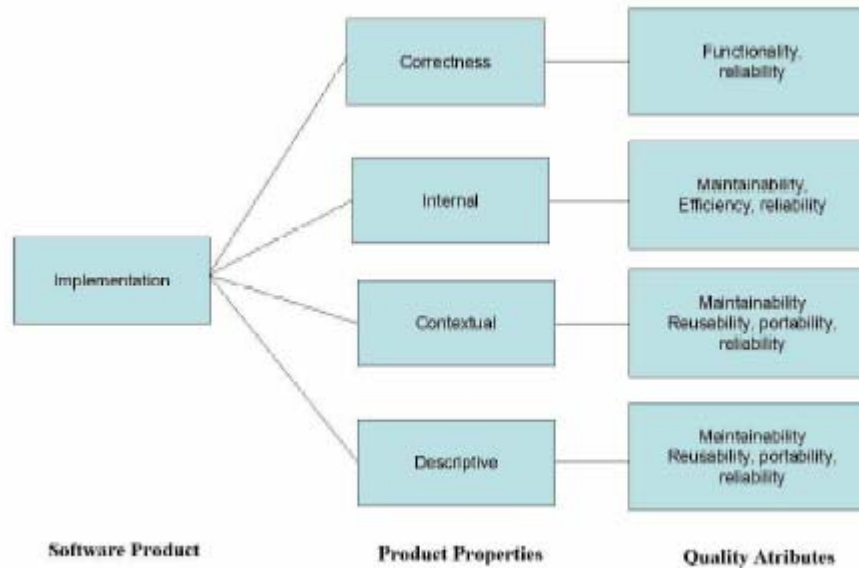 Correctness
Functionality,
reliability
Internal
Maintainability,
Efficiency, reliability
Implementation
Contextual
Maintainability
Reusability, portability,
reliability
Descriptive
Maintainability
Reusability, portability,
reliability
Software Product
Product Properties
Quality Atributes